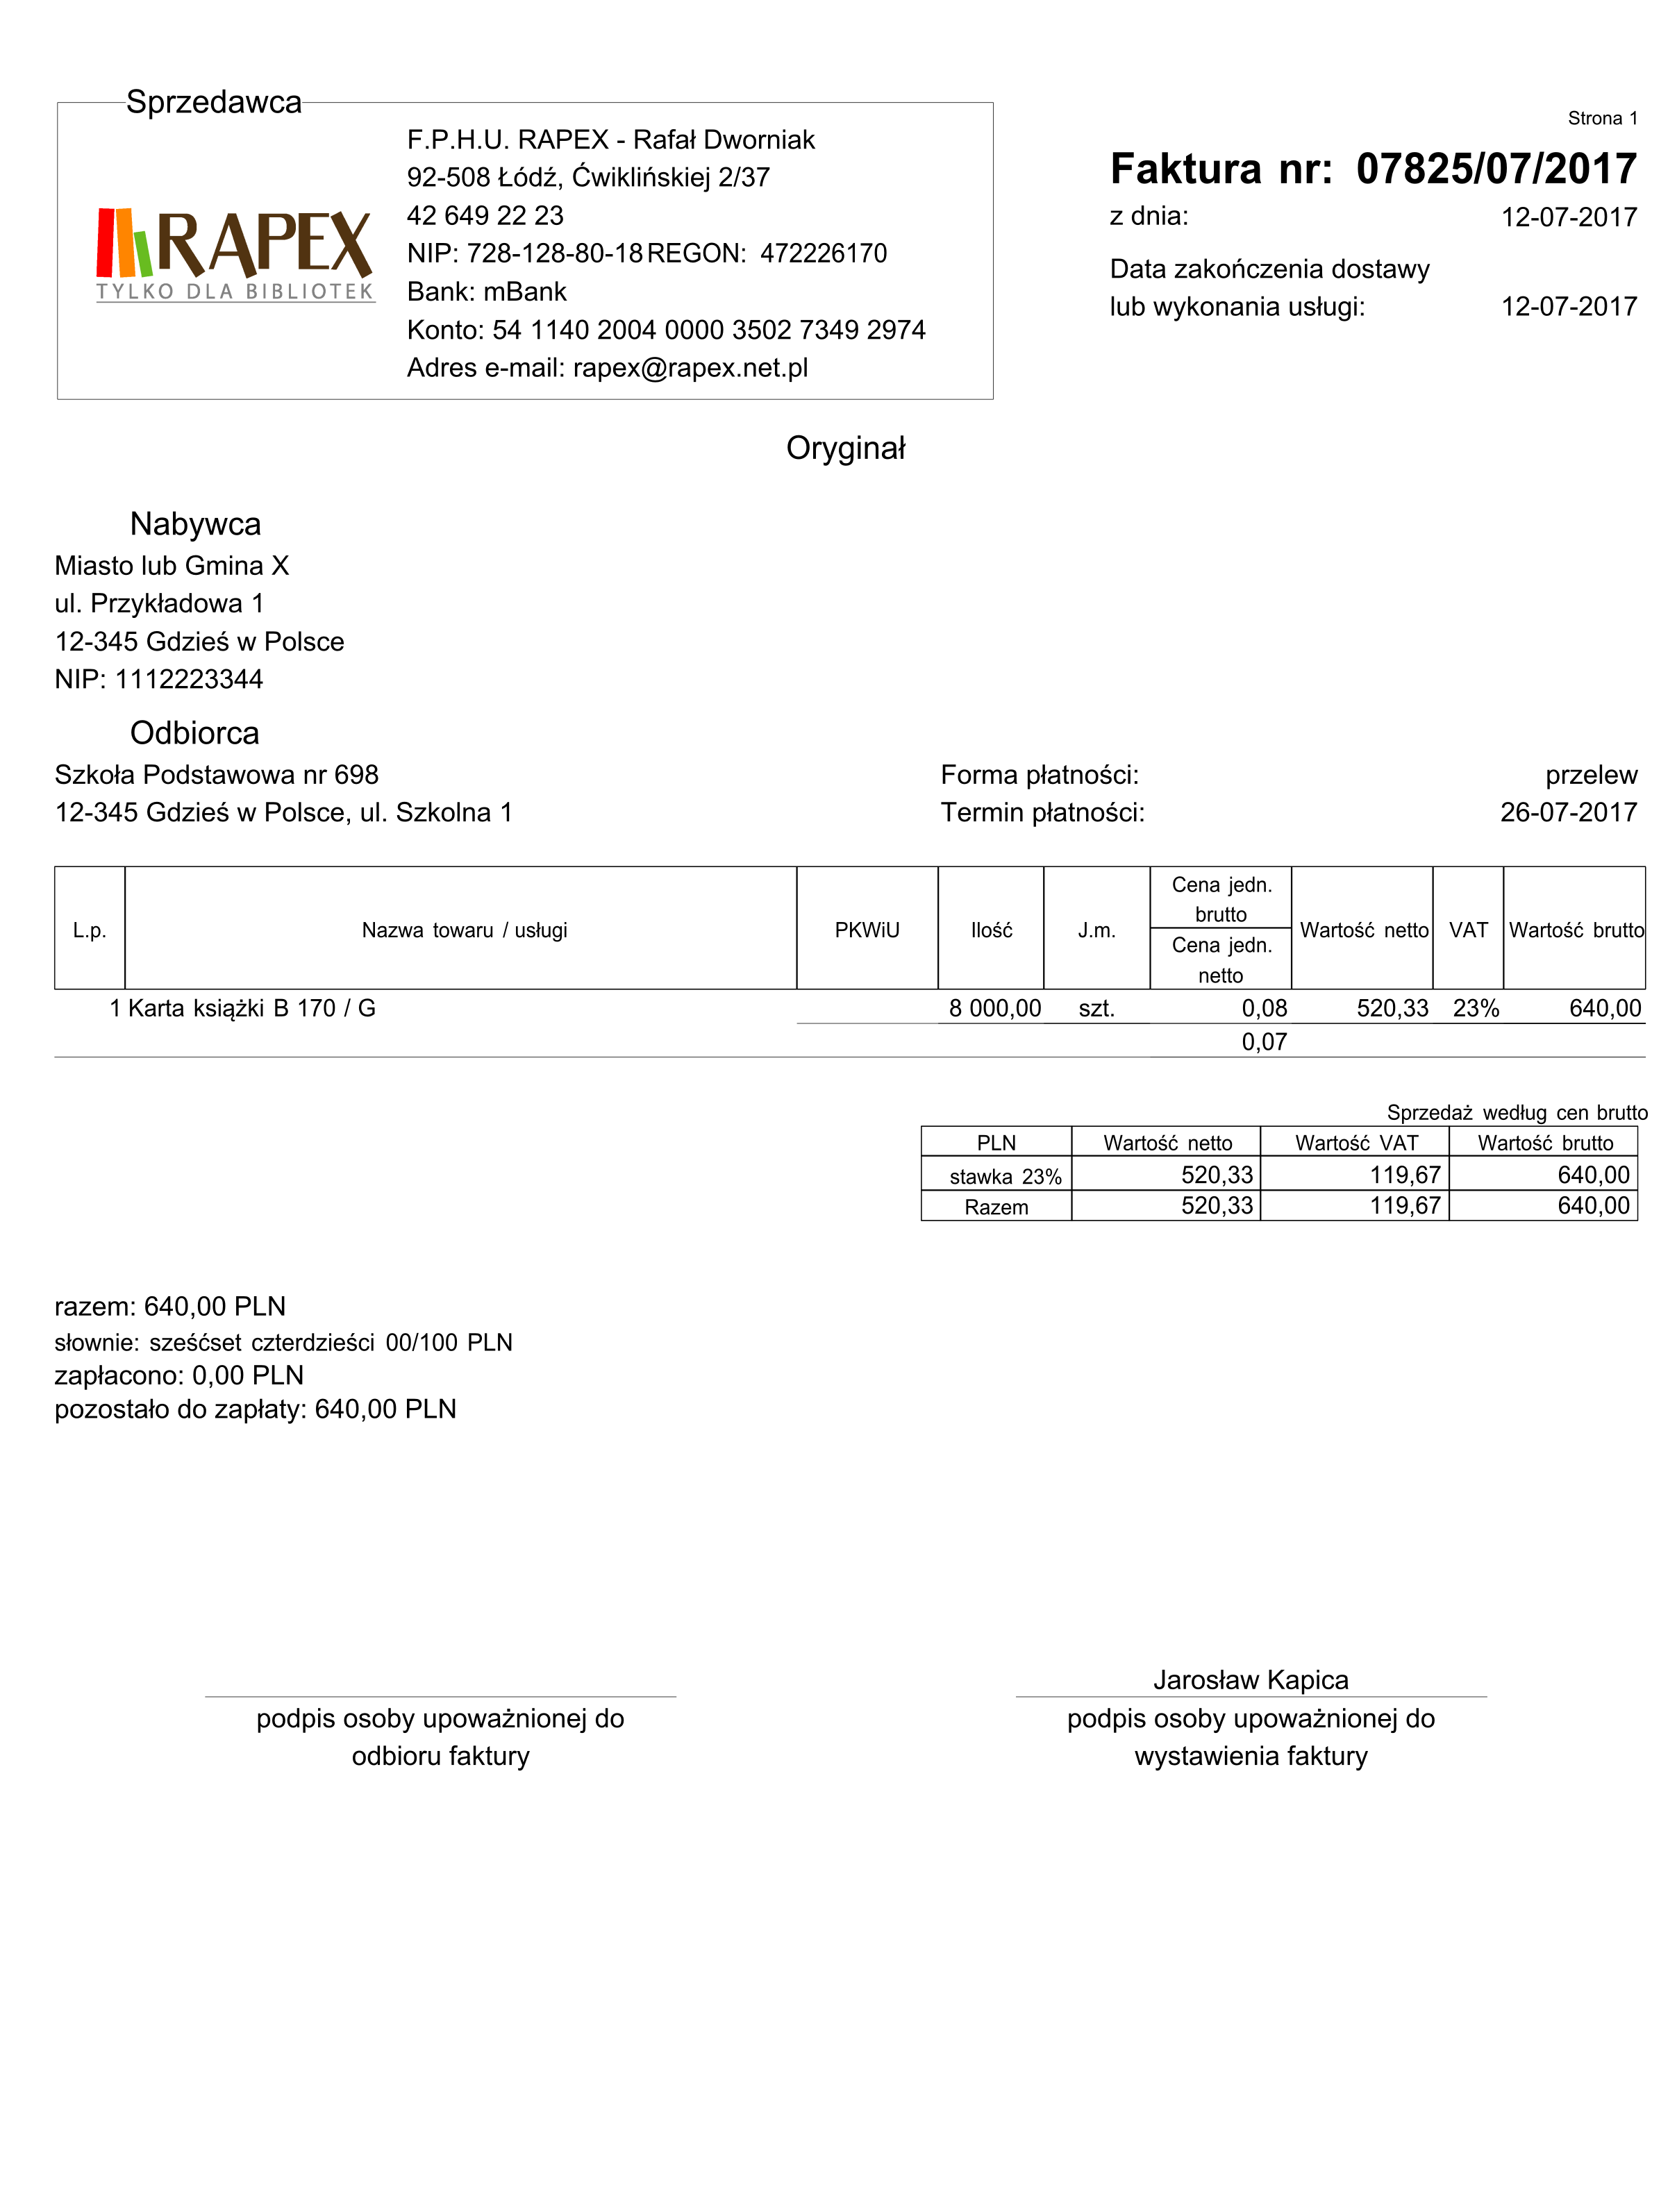 Sprzedawca
RAPEX
TYLKO DLA BIBLIOTEK
F.P.H.U. RAPEX - Rafał Dworniak
92-508 Łódź, Ćwiklińskiej 2/37
42 649 22 23
NIP: 728-128-80-18 REGON: 472226170
Bank: mBank
Konto: 54 1140 2004 0000 3502 7349 2974
Adres e-mail: rapex@rapex.net.pl
Strona 1
Faktura nr: 07825/07/2017
z dnia: 12-07-2017
Data zakończenia dostawy
lub wykonania usługi: 12-07-2017
Oryginał
Nabywca
Miasto lub Gmina X
ul. Przykładowa 1
12-345 Gdzieś w Polsce
NIP: 1112223344
Odbiorca
Szkoła Podstawowa nr 698
12-345 Gdzieś w Polsce, ul. Szkolna 1
Forma płatności: przelew
Termin płatności: 26-07-2017
L.p. Nazwa towaru / usługi PKWiU Ilość J.m. Cena jedn. brutto Cena jedn. netto Wartość netto VAT Wartość brutto
1 Karta książki B 170 / G 8 000,00 szt. 0,08 520,33 23% 640,00
0,07
Sprzedaż według cen brutto
PLN Wartość netto Wartość VAT Wartość brutto
stawka 23% 520,33 119,67 640,00
Razem 520,33 119,67 640,00
razem: 640,00 PLN
słownie: sześćset czterdzieści 00/100 PLN
zapłacono: 0,00 PLN
pozostało do zapłaty: 640,00 PLN
podpis osoby upoważnionej do
odbioru faktury
Jarosław Kapica
podpis osoby upoważnionej do
wystawienia faktury